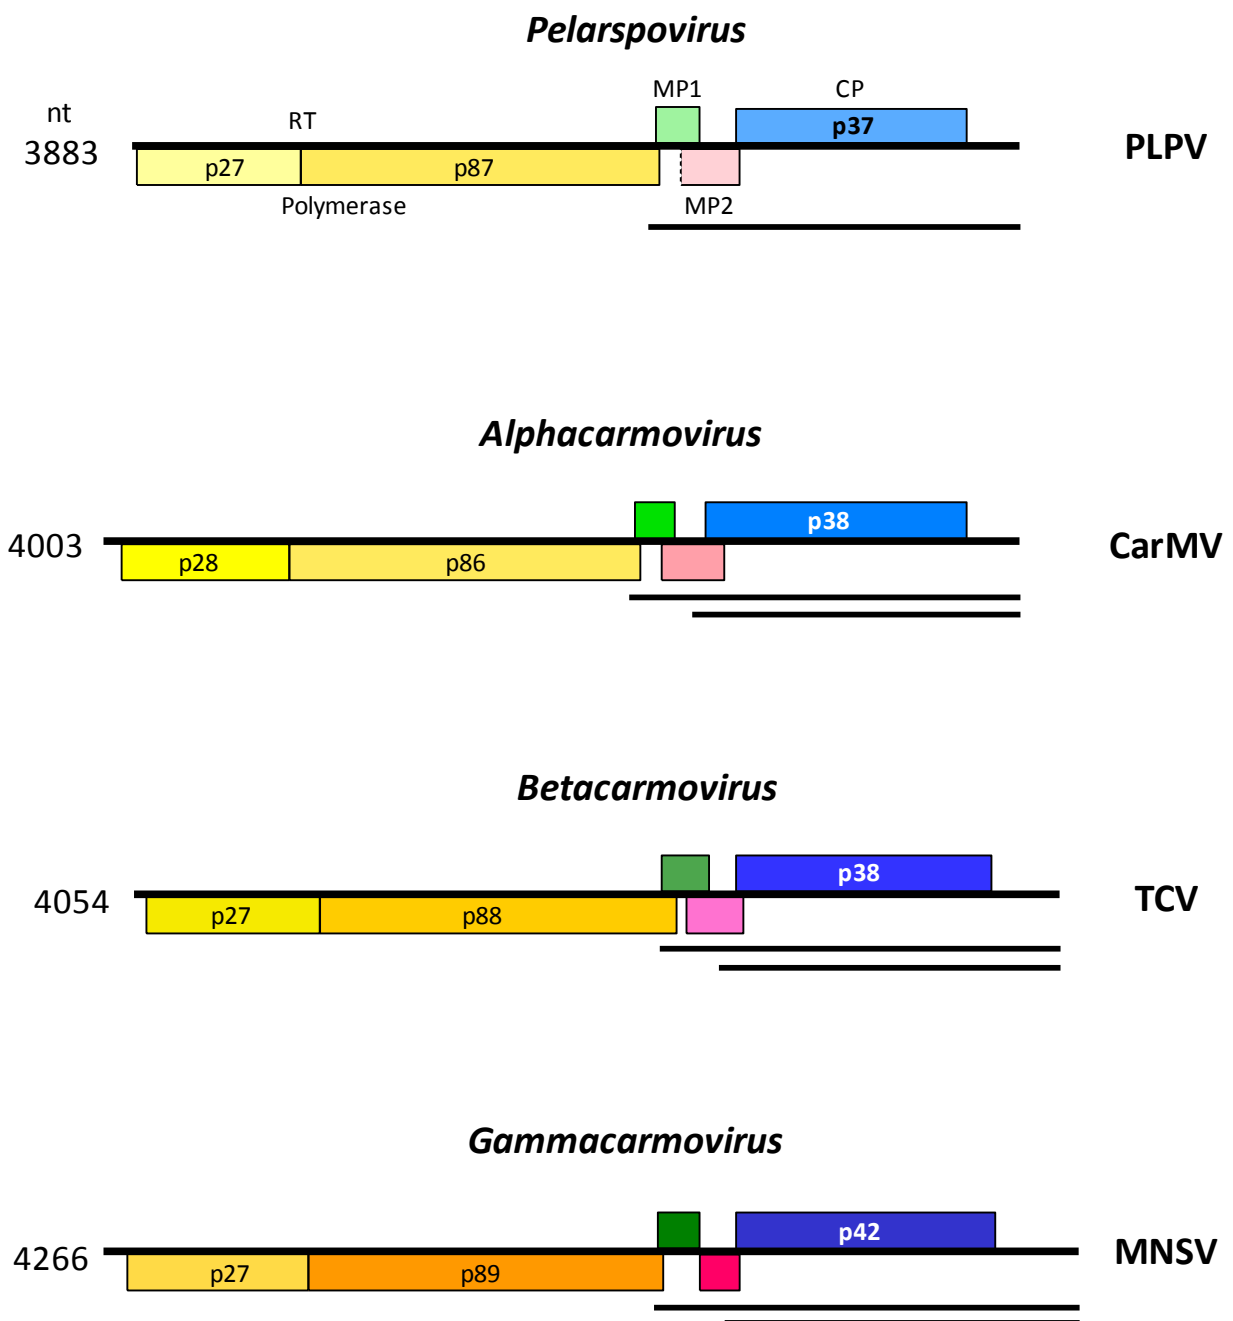 Pelarspovirus
MP1 CP
nt RT
3883 p37 PLPV
p27 p87
Polymerase MP2
Alphacarmovirus
4003 p38 CarMV
p28 p86
Betacarmovirus
4054 p38 TCV
p27 p88
Gammacarmovirus
4266 p42 MNSV
p27 p89